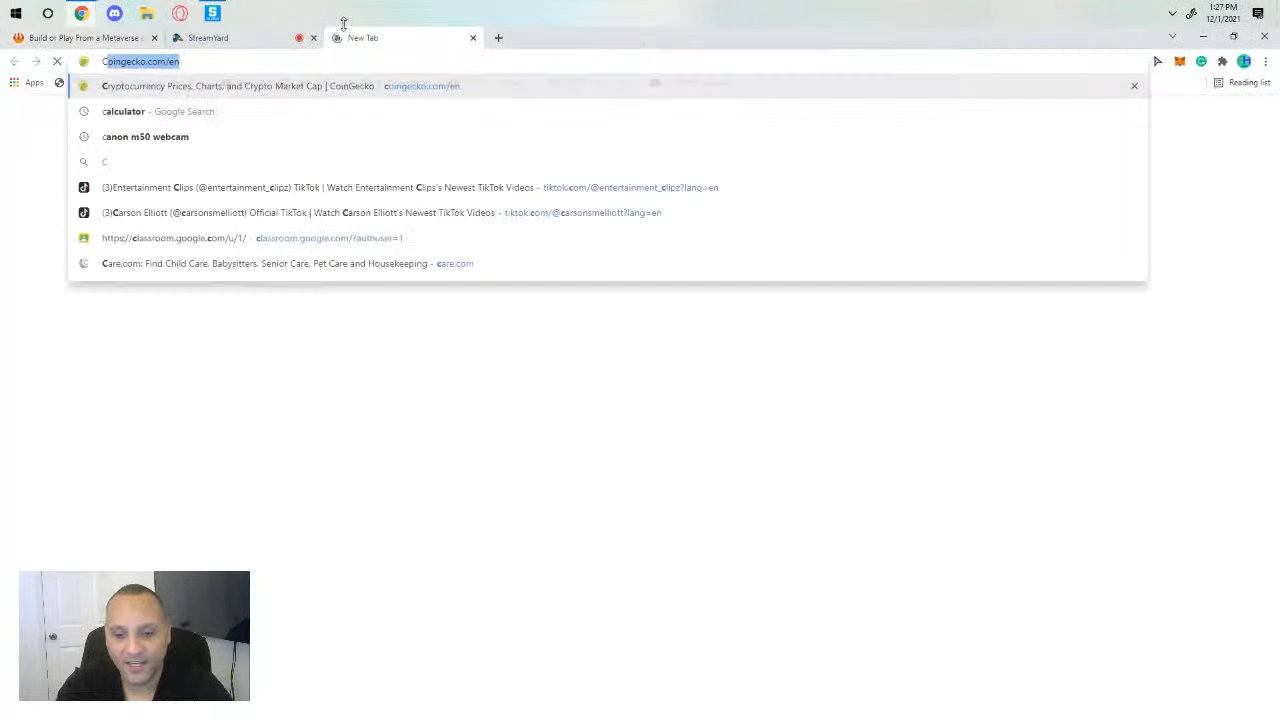 1:27 PM
12/1/2021
Build or Play From a Metaverse
StreamYard
New Tab
Coingecko.com/en
Apps
Reading list
Cryptocurrency Prices, Charts, and Crypto Market Cap | CoinGecko - coingecko.com/en
calculator - Google Search
canon m50 webcam
C
(3)Entertainment Clips (@entertainment_clipz) TikTok | Watch Entertainment Clips's Newest TikTok Videos - tiktok.com/@entertainment_clipz?lang=en
(3)Carson Elliott (@carsonsmelliott) Official TikTok | Watch Carson Elliott's Newest TikTok Videos - tiktok.com/@carsonsmelliott?lang=en
https://classroom.google.com/u/1/ - classroom.google.com/?authuser=1
Care.com: Find Child Care, Babysitters, Senior Care, Pet Care and Housekeeping - care.com